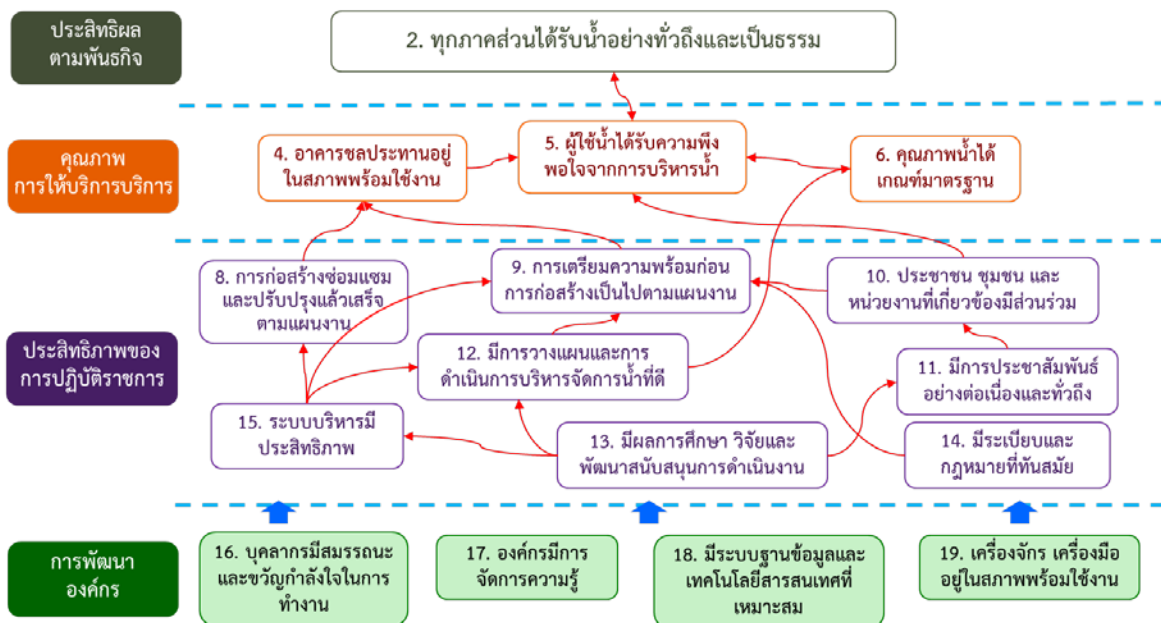 ประสิทธิผล
ตามพันธกิจ
2. ทุกภาคส่วนได้รับน้ำอย่างทั่วถึงและเป็นธรรม
คุณภาพ
การให้บริการบริการ
4. อาคารชลประทานอยู่
ในสภาพพร้อมใช้งาน
5. ผู้ใช้น้ำได้รับความพึง
พอใจจากการบริหารน้ำ
6. คุณภาพน้ำได้
เกณฑ์มาตรฐาน
ประสิทธิภาพของ
การปฏิบัติราชการ
8. การก่อสร้างซ่อมแซม
และปรับปรุงแล้วเสร็จ
ตามแผนงาน
9. การเตรียมความพร้อมก่อน
การก่อสร้างเป็นไปตามแผนงาน
10. ประชาชน ชุมชน และ
หน่วยงานที่เกี่ยวข้องมีส่วนร่วม
12. มีการวางแผนและการ
ดำเนินการบริหารจัดการน้ำที่ดี
11. มีการประชาสัมพันธ์
อย่างต่อเนื่องและทั่วถึง
15. ระบบบริหารมี
ประสิทธิภาพ
13. มีผลการศึกษา วิจัยและ
พัฒนาสนับสนุนการดำเนินงาน
14. มีระเบียบและ
กฎหมายที่ทันสมัย
การพัฒนา
องค์กร
16. บุคลากรมีสมรรถนะ
และขวัญกำลังใจในการ
ทำงาน
17. องค์กรมีการ
จัดการความรู้
18. มีระบบฐานข้อมูลและ
เทคโนโลยีสารสนเทศที่
เหมาะสม
19. เครื่องจักร เครื่องมือ
อยู่ในสภาพพร้อมใช้งาน